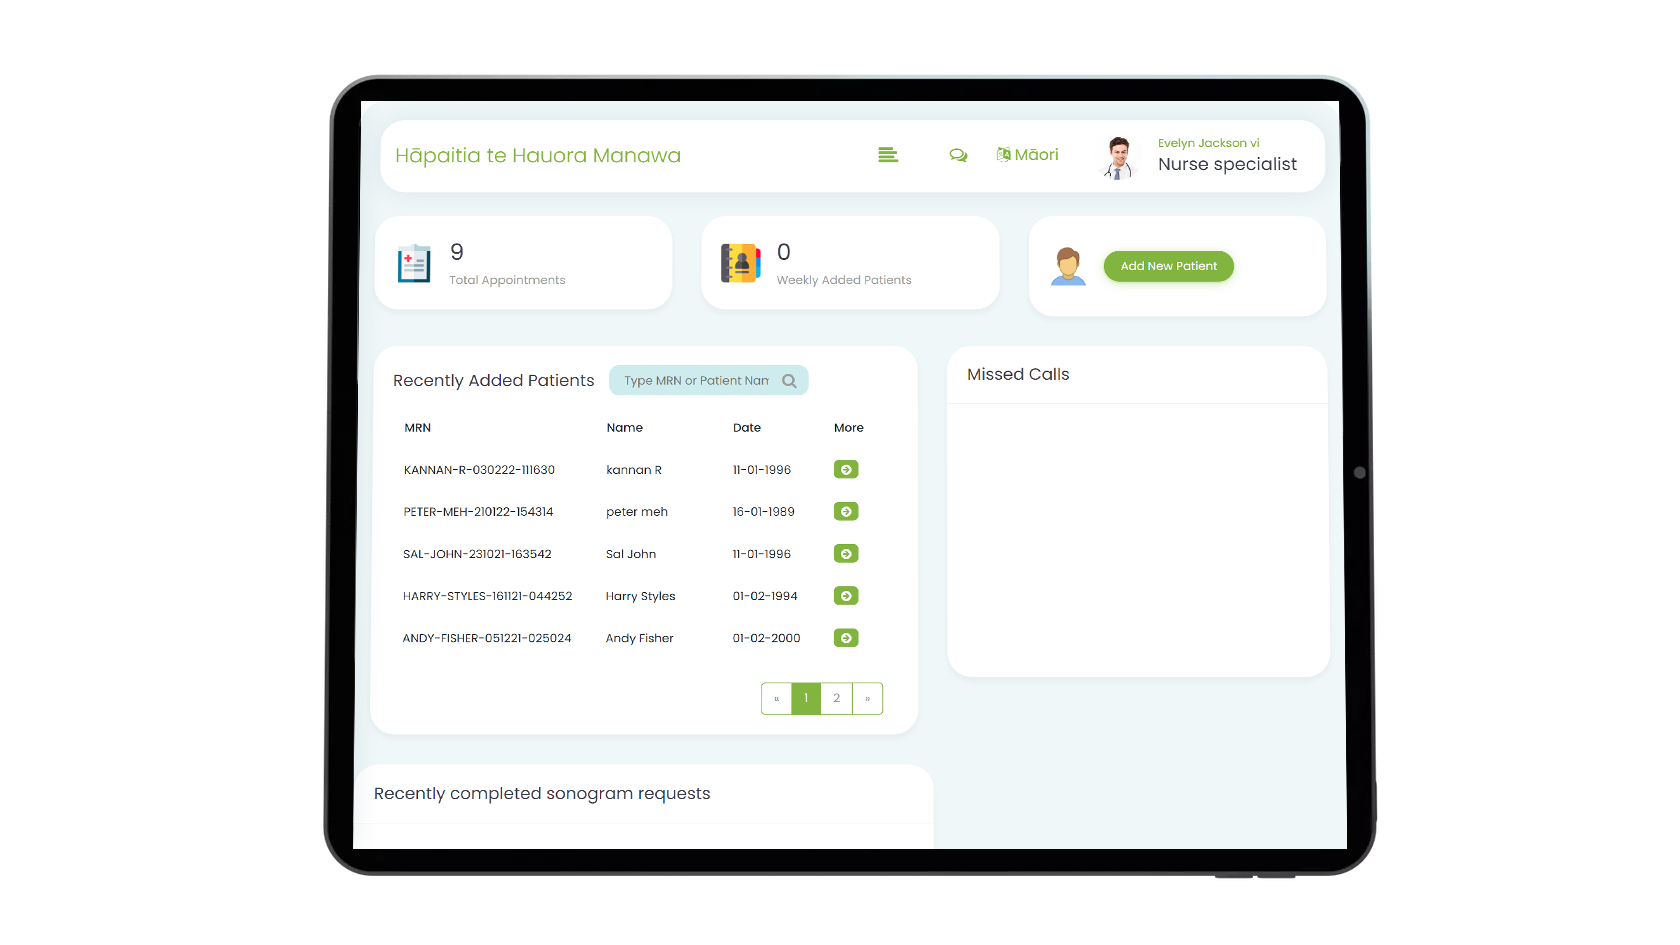 Hāpaitia te Hauora Manawa
Māori
Evelyn Jackson vi
Nurse specialist
9
Total Appointments
0
Weekly Added Patients
Add New Patient
Recently Added Patients
Type MRN or Patient Nam
MRN Name Date More
KANNAN-R-030222-111630 kannan R 11-01-1996
PETER-MEH-210122-154314 peter meh 16-01-1989
SAL-JOHN-231021-163542 Sal John 11-01-1996
HARRY-STYLES-161121-044252 Harry Styles 01-02-1994
ANDY-FISHER-051221-025024 Andy Fisher 01-02-2000
« 1 2 »
Missed Calls
Recently completed sonogram requests